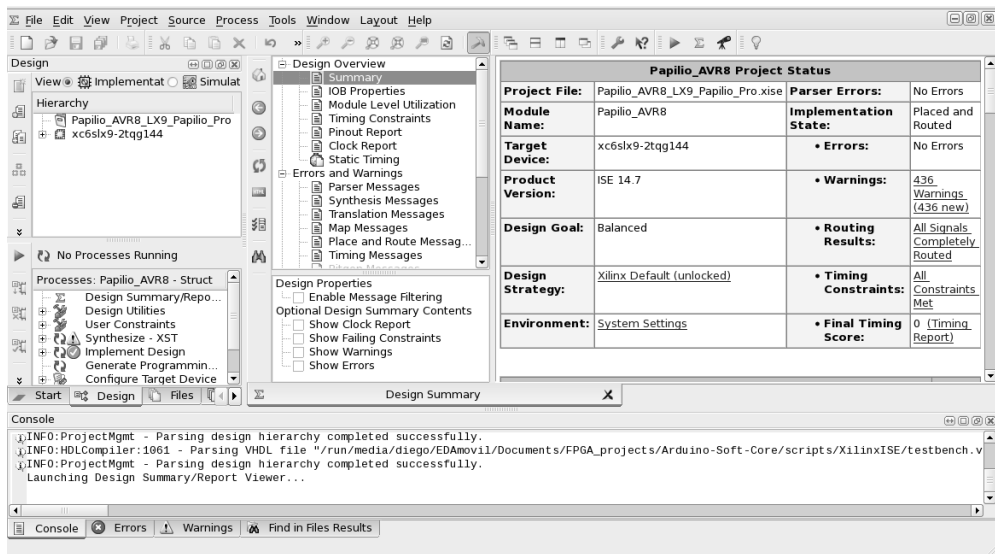 File Edit View Project Source Process Tools Window Layout Help
»
Design
View Implementat Simulat
Hierarchy
Papilio_AVR8_LX9_Papilio_Pro
xc6slx9-2tqg144
No Processes Running
Processes: Papilio_AVR8 - Struct
Design Summary/Repo...
Design Utilities
User Constraints
Synthesize - XST
Implement Design
Generate Programmin...
Configure Target Device
Start Design Files
Design Overview
Summary
IOB Properties
Module Level Utilization
Timing Constraints
Pinout Report
Clock Report
Static Timing
Errors and Warnings
Parser Messages
Synthesis Messages
Translation Messages
Map Messages
Place and Route Messag...
Timing Messages
Design Properties
Enable Message Filtering
Optional Design Summary Contents
Show Clock Report
Show Failing Constraints
Show Warnings
Show Errors
Design Summary
Papilio_AVR8 Project Status
Project File: Papilio_AVR8_LX9_Papilio_Pro.xise Parser Errors: No Errors
Module Papilio_AVR8 Implementation Placed and
Name: State: Routed
Target xc6slx9-2tqg144 • Errors: No Errors
Device:
Product ISE 14.7 • Warnings: 436
Version: Warnings
(436 new)
Design Goal: Balanced • Routing All Signals
Results: Completely
Routed
Design Xilinx Default (unlocked) • Timing All
Strategy: Constraints: Constraints
Met
Environment: System Settings • Final Timing 0 (Timing
Score: Report)
Console
INFO:ProjectMgmt - Parsing design hierarchy completed successfully.
INFO:HDLCompiler:1061 - Parsing VHDL file "/run/media/diego/EDAmovil/Documents/FPGA_projects/Arduino-Soft-Core/scripts/XilinxISE/testbench.v
INFO:ProjectMgmt - Parsing design hierarchy completed successfully.
Launching Design Summary/Report Viewer...
Console Errors Warnings Find in Files Results